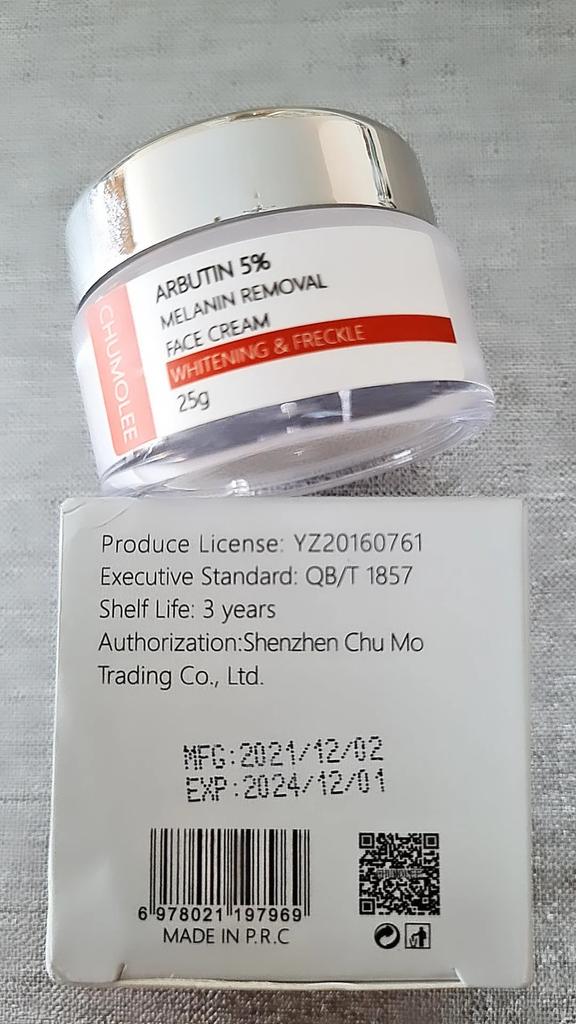 CHUMOLEE
ARBUTIN 5%
MELANIN REMOVAL
FACE CREAM
WHITENING & FRECKLE
25g
Produce License: YZ20160761
Executive Standard: QB/T 1857
Shelf Life: 3 years
Authorization:Shenzhen Chu Mo
Trading Co., Ltd.
MFG:2021/12/02
EXP:2024/12/01
6 978021 197969
MADE IN P.R.C
CHUMOLEE